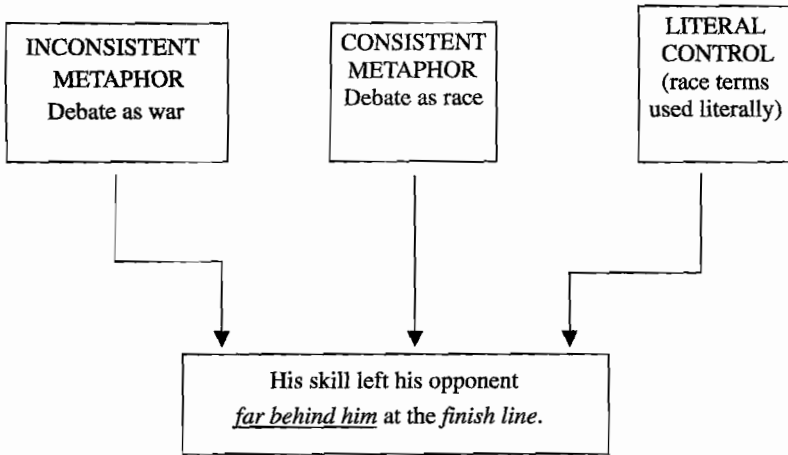 INCONSISTENT
METAPHOR
Debate as war
CONSISTENT
METAPHOR
Debate as race
LITERAL
CONTROL
(race terms
used literally)
His skill left his opponent
far behind him at the finish line.